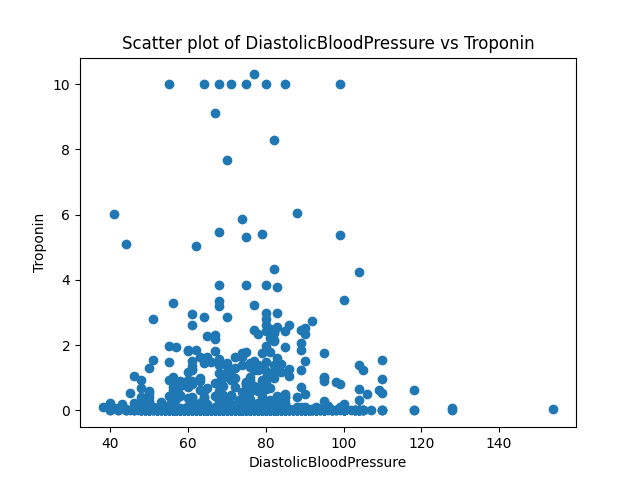 Scatter plot of DiastolicBloodPressure vs Troponin
10
8
6
4
2
0
Troponin
40 60 80 100 120 140
DiastolicBloodPressure